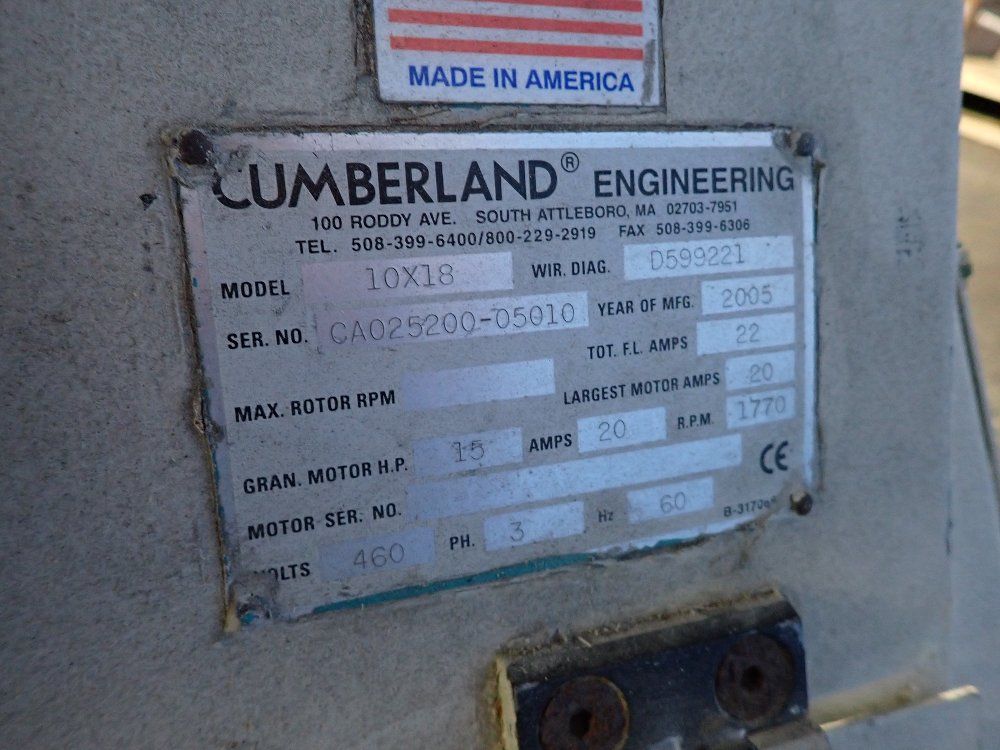 MADE IN AMERICA
CUMBERLAND® ENGINEERING
100 RODDY AVE. SOUTH ATTLEBORO, MA 02703-7951
TEL. 508-399-6400/800-229-2919 FAX 508-399-6306
MODEL 10X18 WIR. DIAG. D599221
SER. NO. CA025200-05010 YEAR OF MFG. 2005
TOT. F.L. AMPS 22
MAX. ROTOR RPM LARGEST MOTOR AMPS 20
GRAN. MOTOR H.P. 15 AMPS 20 R.P.M. 1770
MOTOR SER. NO. CE
VOLTS 460 PH. 3 Hz 60